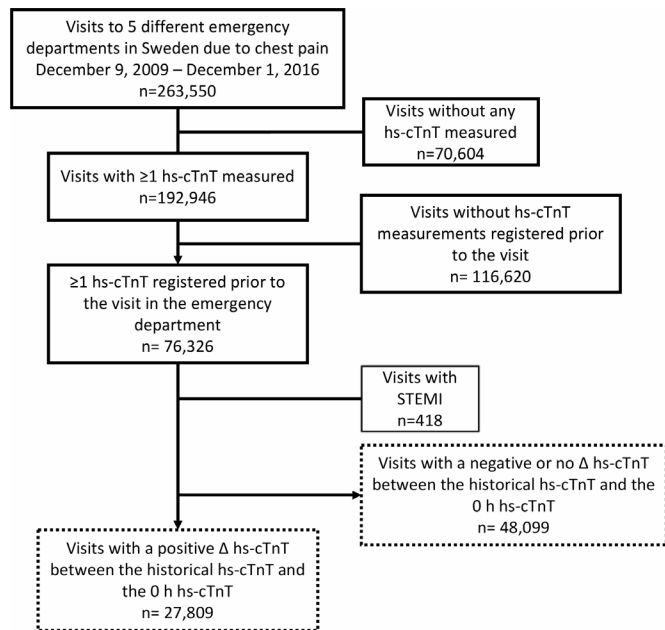 Visits to 5 different emergency
departments in Sweden due to chest pain
December 9, 2009 – December 1, 2016
n=263,550
Visits without any
hs-cTnT measured
n=70,604
Visits with ≥1 hs-cTnT measured
n=192,946
Visits without hs-cTnT
measurements registered prior
to the visit
n= 116,620
≥1 hs-cTnT registered prior to
the visit in the emergency
department
n= 76,326
Visits with
STEMI
n=418
Visits with a negative or no Δ hs-cTnT
between the historical hs-cTnT and the
0 h hs-cTnT
n= 48,099
Visits with a positive Δ hs-cTnT
between the historical hs-cTnT and
the 0 h hs-cTnT
n= 27,809